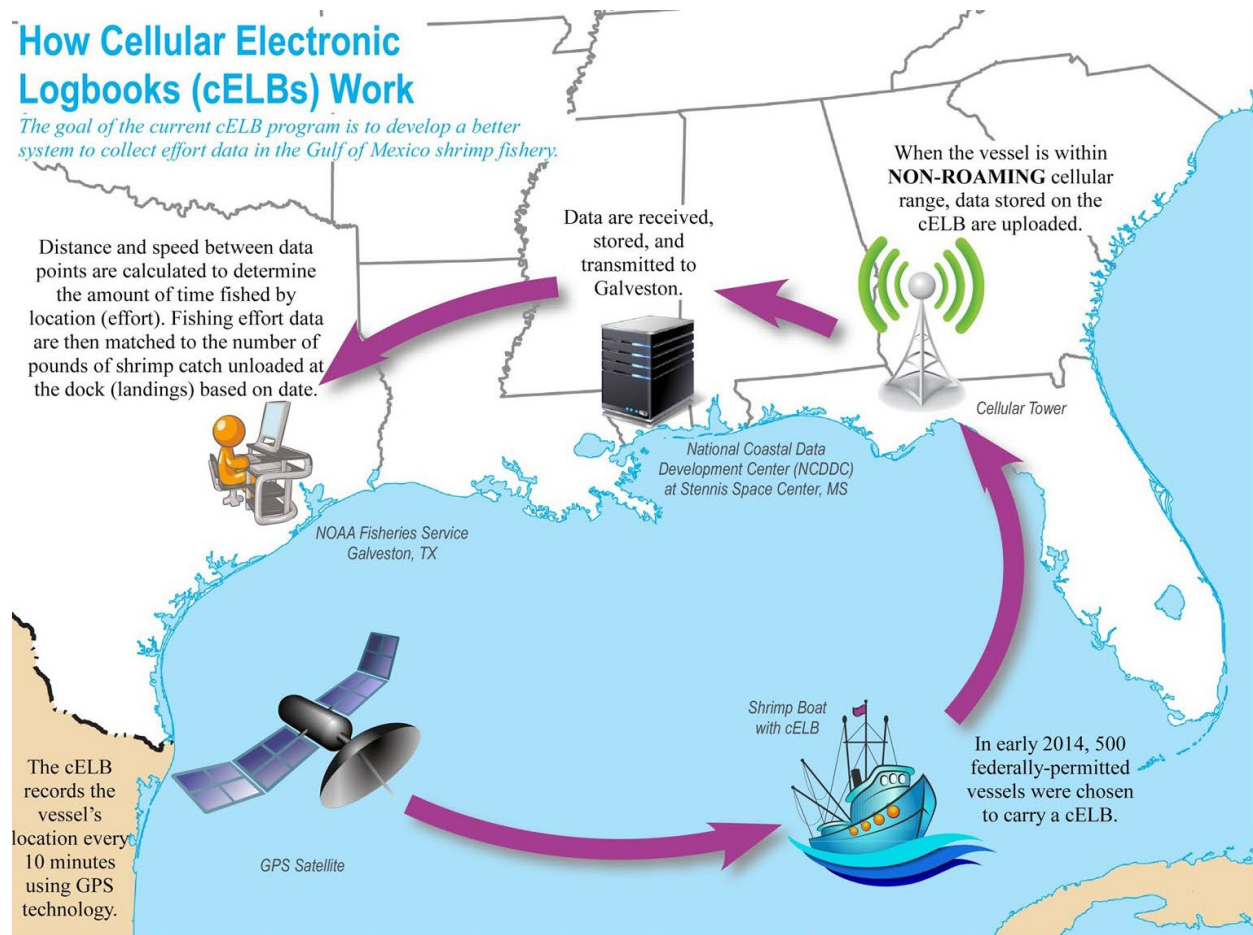 How Cellular Electronic
Logbooks (cELBs) Work
The goal of the current cELB program is to develop a better
system to collect effort data in the Gulf of Mexico shrimp fishery.
When the vessel is within
NON-ROAMING cellular
range, data stored on the
cELB are uploaded.
Data are received,
stored, and
transmitted to
Galveston.
Distance and speed between data
points are calculated to determine
the amount of time fished by
location (effort). Fishing effort data
are then matched to the number of
pounds of shrimp catch unloaded at
the dock (landings) based on date.
Cellular Tower
National Coastal Data
Development Center (NCDDC)
at Stennis Space Center, MS
NOAA Fisheries Service
Galveston, TX
Shrimp Boat
with cELB
In early 2014, 500
federally-permitted
vessels were chosen
to carry a cELB.
The cELB
records the
vessel's
location every
10 minutes
using GPS
technology.
GPS Satellite